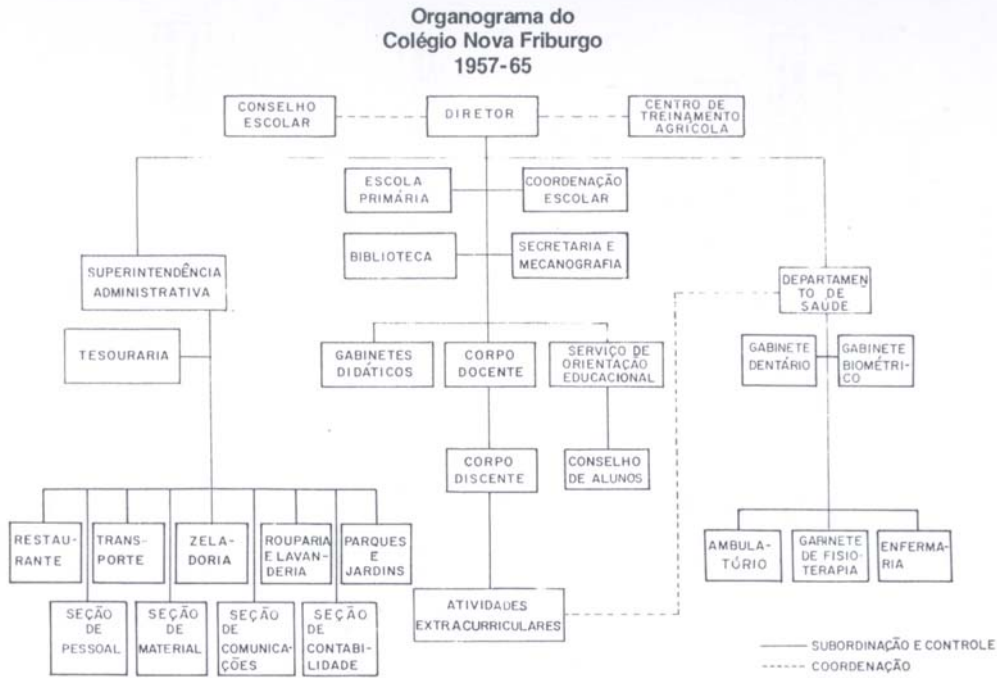 Organograma do
Colégio Nova Friburgo
1957-65
CONSELHO
ESCOLAR
DIRETOR
CENTRO DE
TREINAMENTO
AGRÍCOLA
ESCOLA
PRIMÁRIA
COORDENAÇÃO
ESCOLAR
BIBLIOTECA
SECRETARIA E
MECANOGRAFIA
SUPERINTENDÊNCIA
ADMINISTRATIVA
DEPARTAMEN
TO DE
SAÚDE
TESOURARIA
GABINETES
DIDÁTICOS
CORPO
DOCENTE
SERVIÇO DE
ORIENTAÇÃO
EDUCACIONAL
GABINETE
DENTÁRIO
GABINETE
BIOMÉTRI-
CO
CORPO
DISCENTE
CONSELHO
DE ALUNOS
RESTAU-
RANTE
TRANS-
PORTE
ZELA-
DORIA
ROUPARIA
E LAVAN-
DERIA
PARQUES
E
JARDINS
AMBULA-
TÓRIO
GABINETE
DE FISIO-
TERAPIA
ENFERMA-
RIA
SEÇÃO
DE
PESSOAL
SEÇÃO
DE
MATERIAL
SEÇÃO
DE
COMUNICA-
ÇÕES
SEÇÃO
DE
CONTABI-
LIDADE
ATIVIDADES
EXTRACURRICULARES
SUBORDINAÇÃO E CONTROLE
COORDENAÇÃO